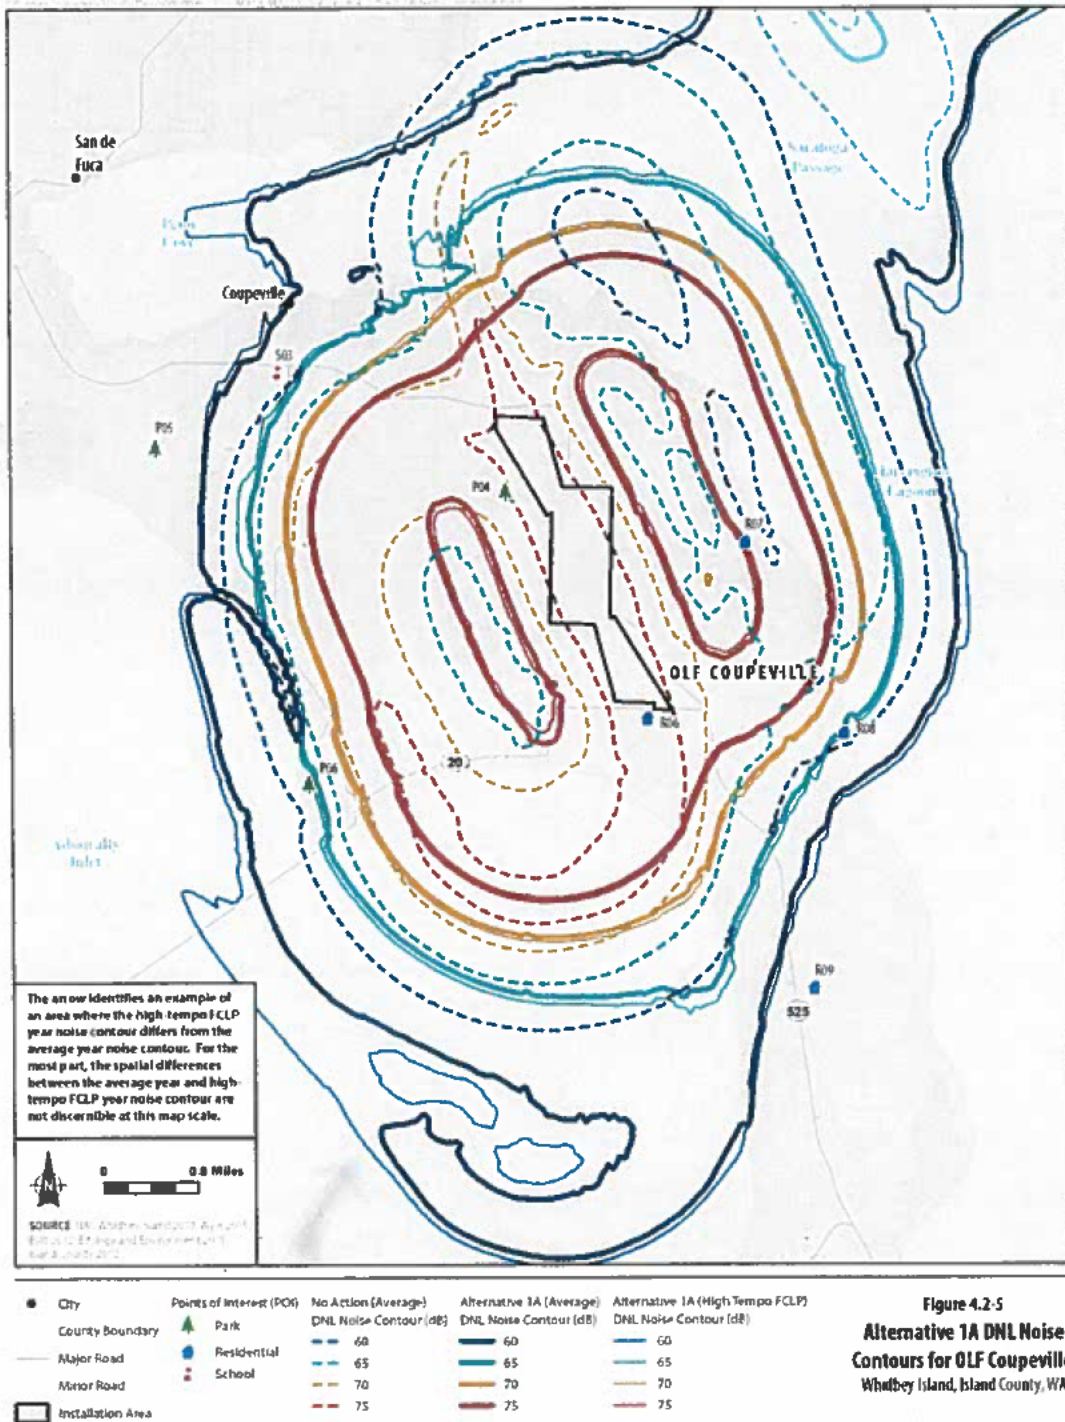 San de
Fuca
Saratoga
Passage
Coupeville
S03
P05
Lagoon
P04
R07
OLF COUPEVILLE
R06
R08
20
P06
Admiralty
Inlet
R09
525
The arrow identifies an example of
an area where the high-tempo FCLP
year noise contour differs from the
average year noise contour. For the
most part, the spatial differences
between the average year and high-
tempo FCLP year noise contour are
not discernible at this map scale.
N
0 0.8 Miles
SOURCE
City
County Boundary
Major Road
Minor Road
Installation Area
Points of Interest (POI)
Park
Residential
School
No Action (Average)
DNL Noise Contour (dB)
60
65
70
75
Alternative 1A (Average)
DNL Noise Contour (dB)
60
65
70
75
Alternative 1A (High Tempo FCLP)
DNL Noise Contour (dB)
60
65
70
75
Figure 4.2-5
Alternative 1A DNL Noise
Contours for OLF Coupeville
Whidbey Island, Island County, WA